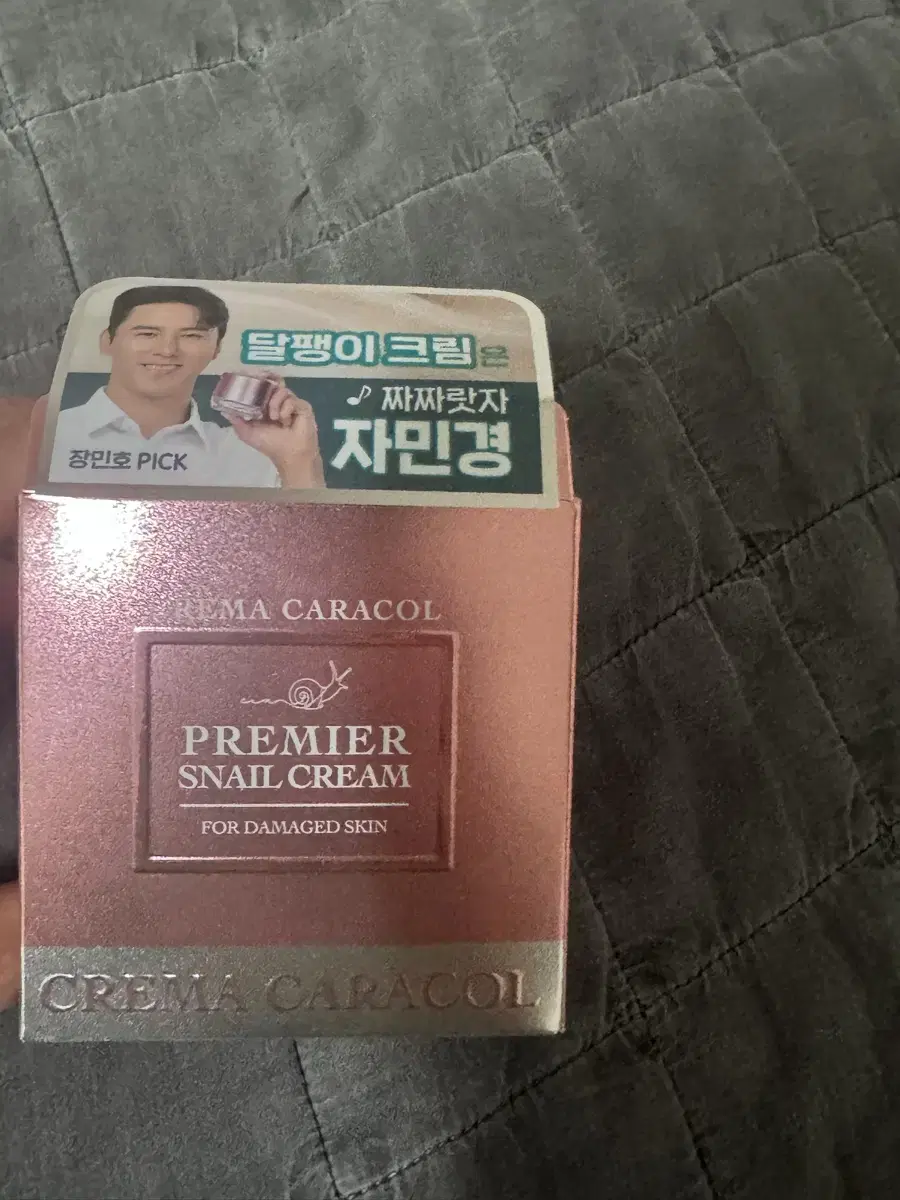 달팽이 크림은
♪ 짜짜랏자
자민경
장민호 PICK
CREMA CARACOL
PREMIER
SNAIL CREAM
FOR DAMAGED SKIN
CREMA CARACOL